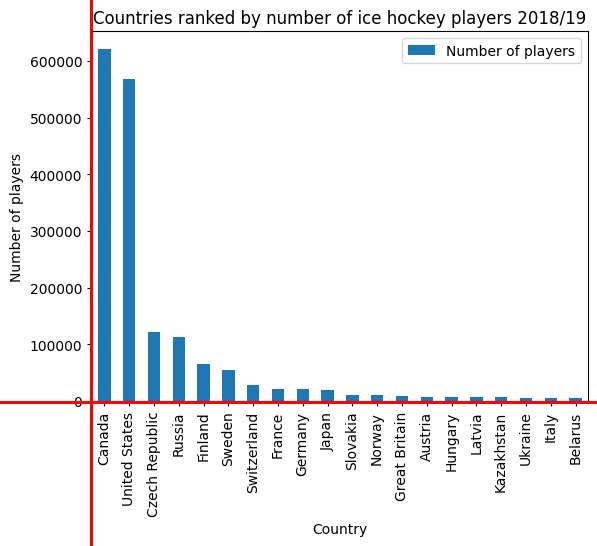 Countries ranked by number of ice hockey players 2018/19
Number of players
Number of players
600000
500000
400000
300000
200000
100000
0
Canada
United States
Czech Republic
Russia
Finland
Sweden
Switzerland
France
Germany
Japan
Slovakia
Norway
Great Britain
Austria
Hungary
Latvia
Kazakhstan
Ukraine
Italy
Belarus
Country